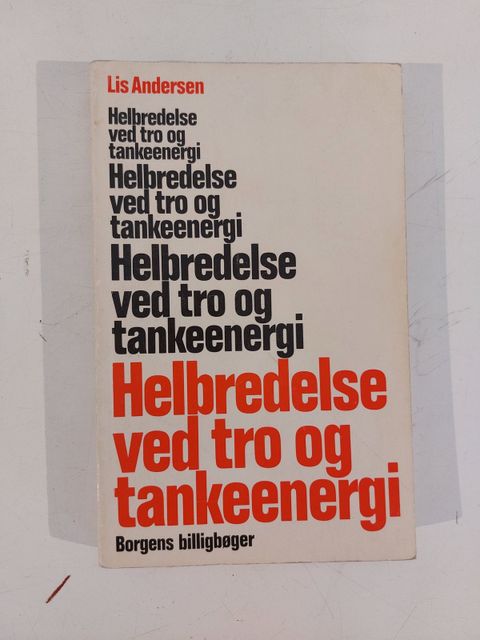 Lis Andersen
Helbredelse
ved tro og
tankeenergi
Helbredelse
ved tro og
tankeenergi
Helbredelse
ved tro og
tankeenergi
Helbredelse
ved tro og
tankeenergi
Borgens billigbøger